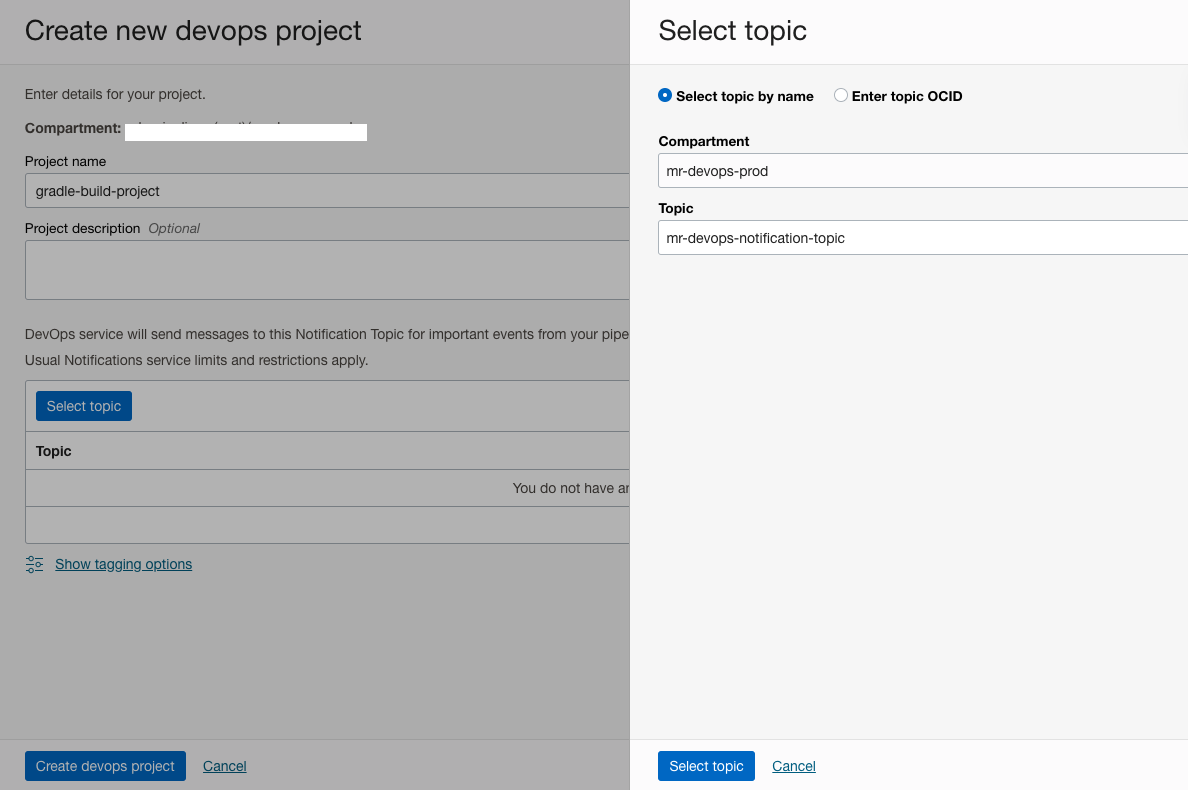 Create new devops project
Enter details for your project.
Compartment:
Project name
gradle-build-project
Project description Optional
DevOps service will send messages to this Notification Topic for important events from your pipe
Usual Notifications service limits and restrictions apply.
Select topic
Topic
You do not have
Show tagging options
Create devops project Cancel
Select topic
Select topic by name Enter topic OCID
Compartment
mr-devops-prod
Topic
mr-devops-notification-topic
Select topic Cancel